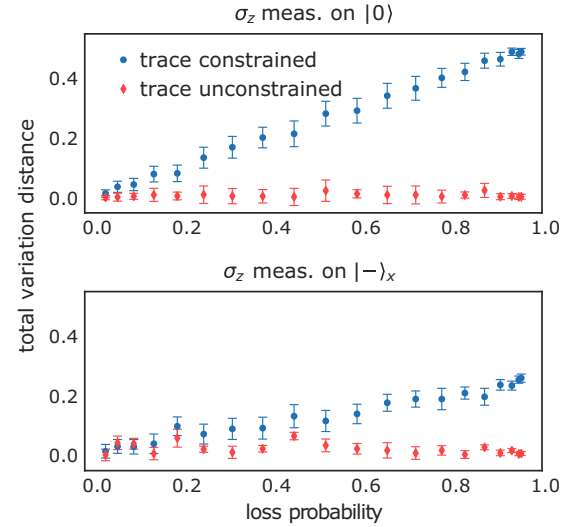 σz meas. on |0⟩
trace constrained
trace unconstrained
0.4
0.2
0.0
0.0 0.2 0.4 0.6 0.8 1.0
total variation distance
σz meas. on |−⟩x
0.4
0.2
0.0
0.0 0.2 0.4 0.6 0.8 1.0
loss probability